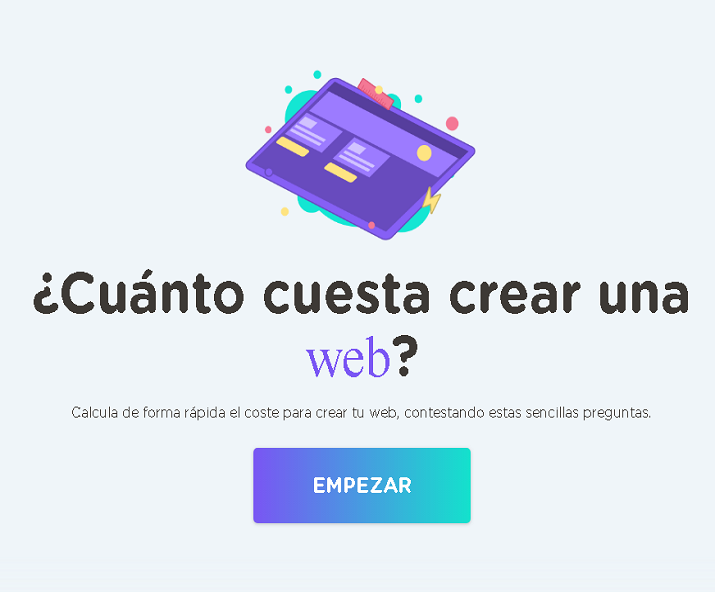 ¿Cuánto cuesta crear una
web?
Calcula de forma rápida el coste para crear tu web, contestando estas sencillas preguntas.
EMPEZAR